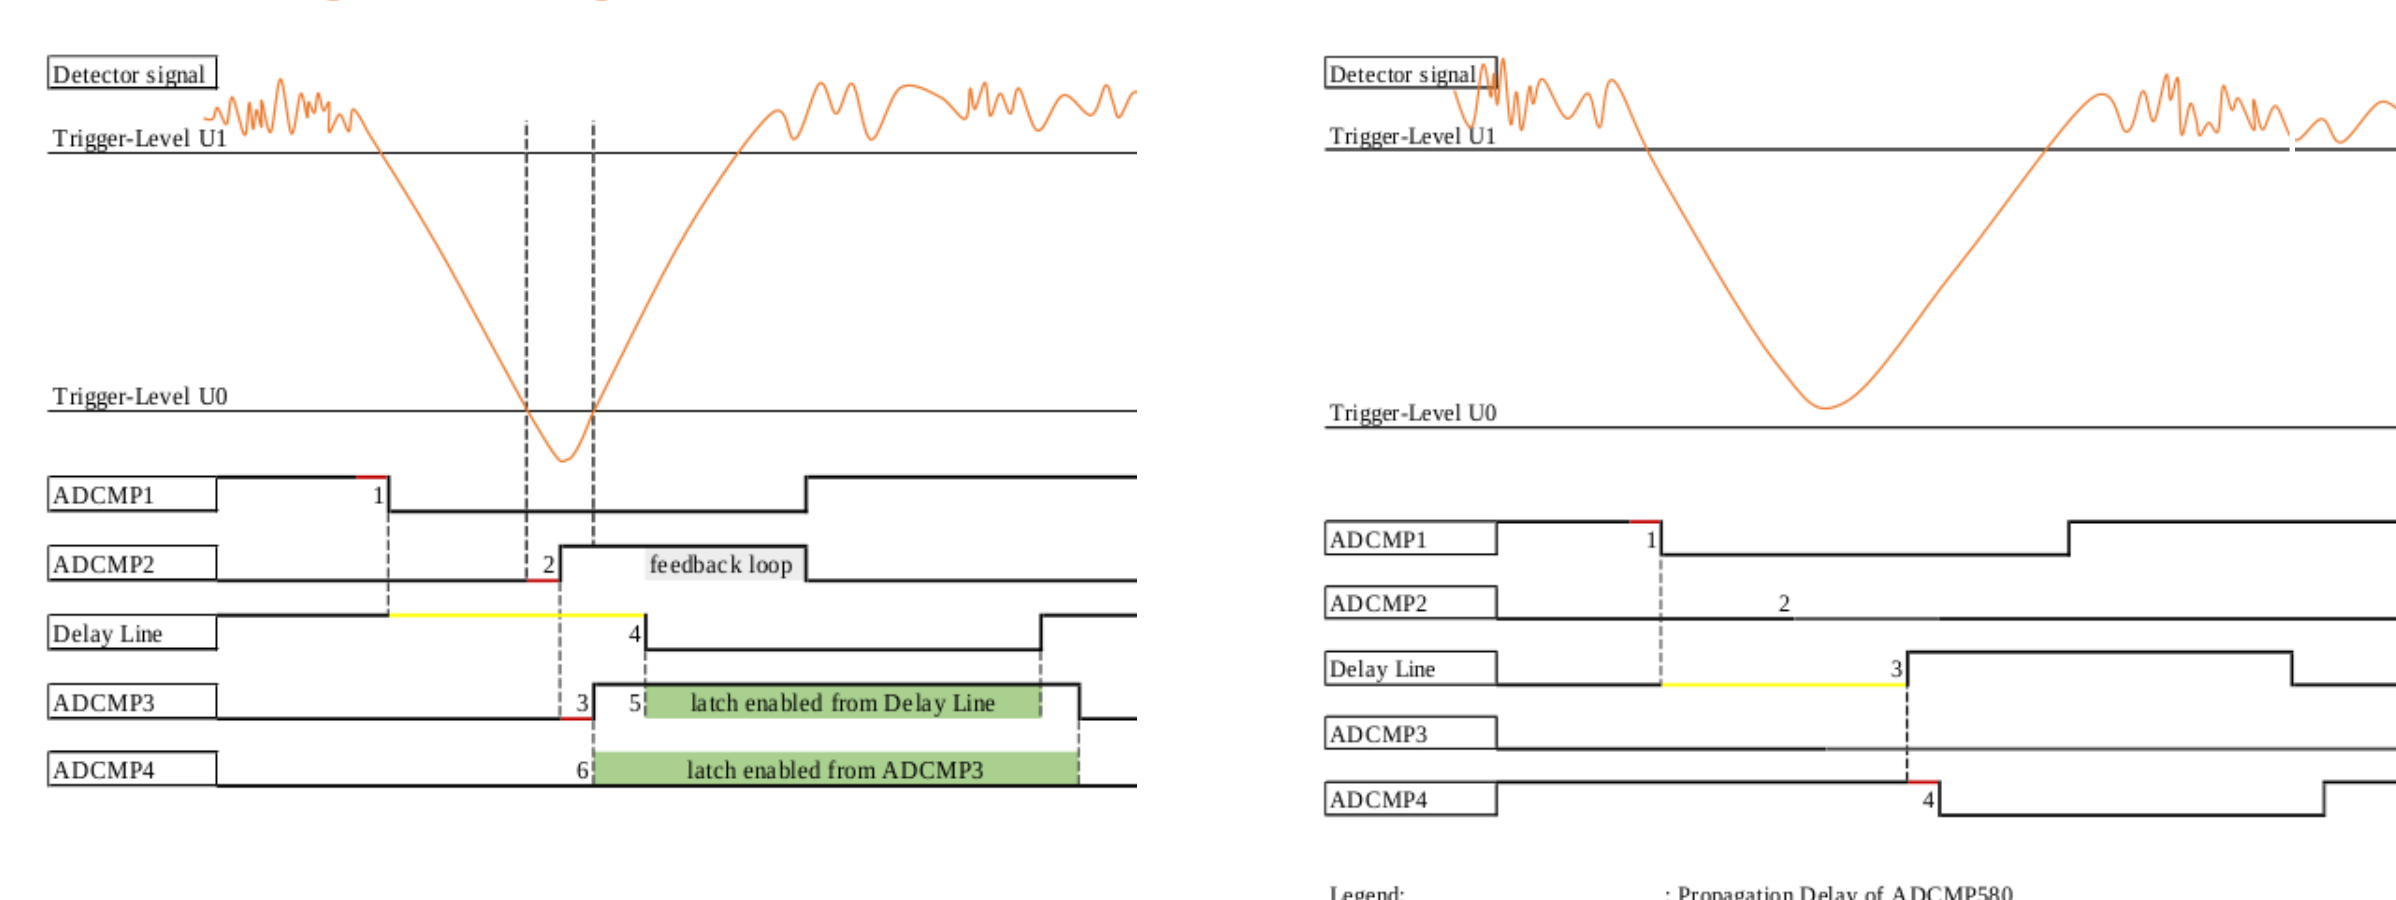 Detector signal
Trigger-Level U1
Trigger-Level U0
ADCMP1
1
ADCMP2
2
feedback loop
Delay Line
4
ADCMP3
3
5
latch enabled from Delay Line
ADCMP4
6
latch enabled from ADCMP3
Detector signal
Trigger-Level U1
Trigger-Level U0
ADCMP1
1
ADCMP2
2
Delay Line
3
ADCMP3
ADCMP4
4
Legend:
: Propagation Delay of ADCMP580